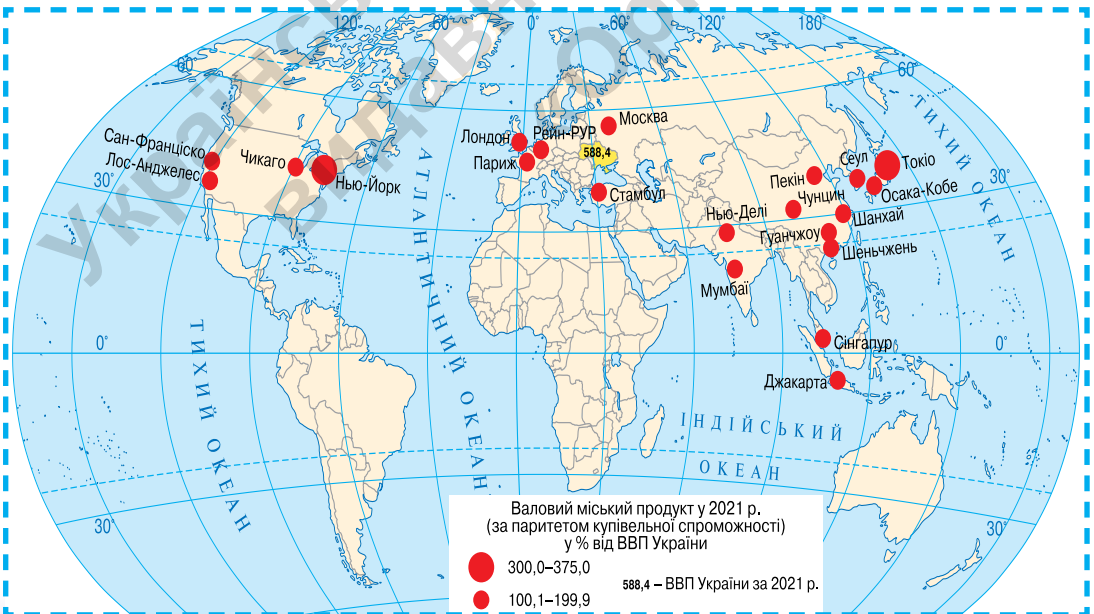 120°
60°
0°
60°
120°
180°
60
60°
Сан-Франціско
Лос-Анджелес
Чикаго
Нью-Йорк
Лондон
Рейн-РУР
Москва
Париж
588,4
Стамбул
Пекін
Сеул
Токіо
Осака-Кобе
Чунцин
Нью-Делі
Шанхай
Гуанчжоу
Шеньчжень
Мумбаї
Сінгапур
Джакарта
30°
30°
0°
0°
30°
30°
ТИХИЙ ОКЕАН
АТЛАНТИЧНИЙ ОКЕАН
ТИХИЙ ОКЕАН
ІНДІЙСЬКИЙ
ОКЕАН
Валовий міський продукт у 2021 р.
(за паритетом купівельної спроможності)
у % від ВВП України
300,0–375,0
588,4 – ВВП України за 2021 р.
100,1–199,9